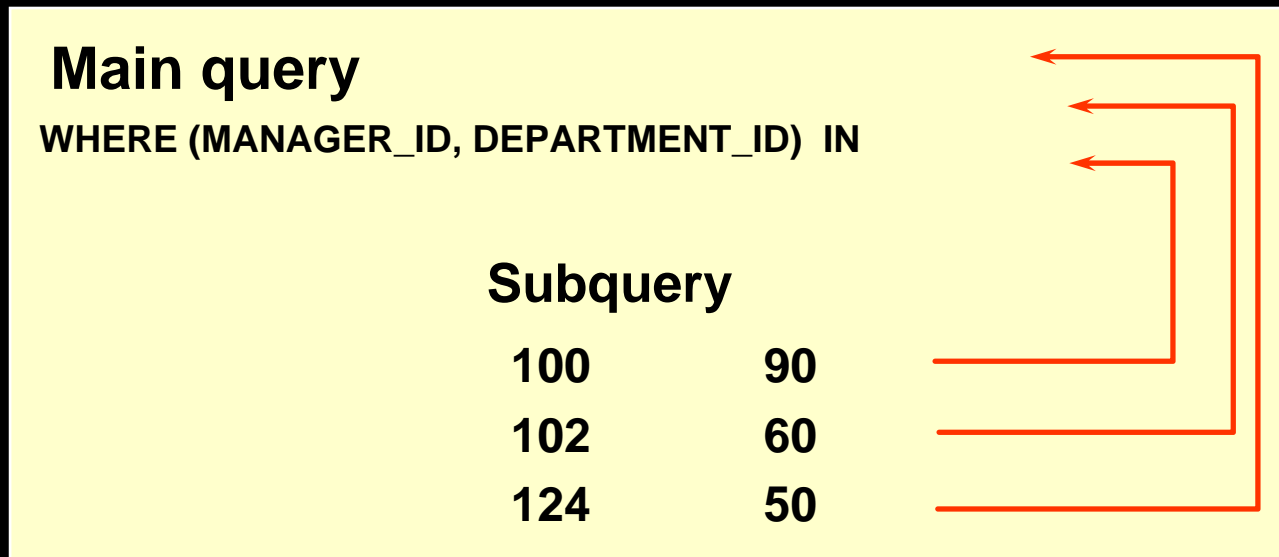 Main query
WHERE (MANAGER_ID, DEPARTMENT_ID) IN
Subquery
100 90
102 60
124 50